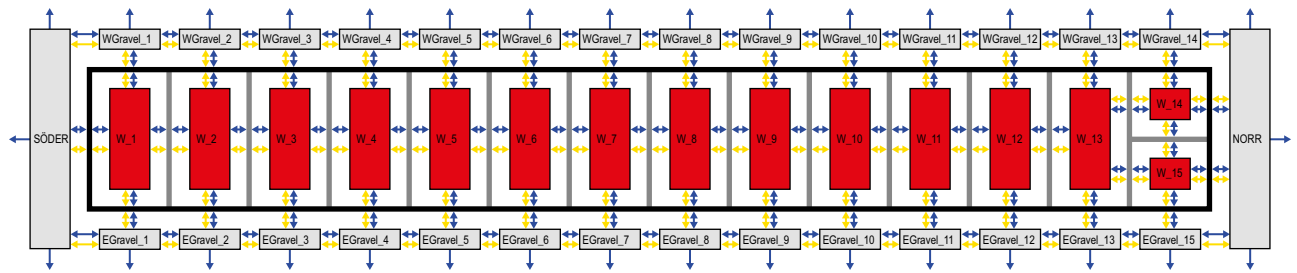 WGravel_1 WGravel_2 WGravel_3 WGravel_4 WGravel_5 WGravel_6 WGravel_7 WGravel_8 WGravel_9 WGravel_10 WGravel_11 WGravel_12 WGravel_13 WGravel_14
W_14
SÖDER W_1 W_2 W_3 W_4 W_5 W_6 W_7 W_8 W_9 W_10 W_11 W_12 W_13 NORR
W_15
EGravel_1 EGravel_2 EGravel_3 EGravel_4 EGravel_5 EGravel_6 EGravel_7 EGravel_8 EGravel_9 EGravel_10 EGravel_11 EGravel_12 EGravel_13 EGravel_15